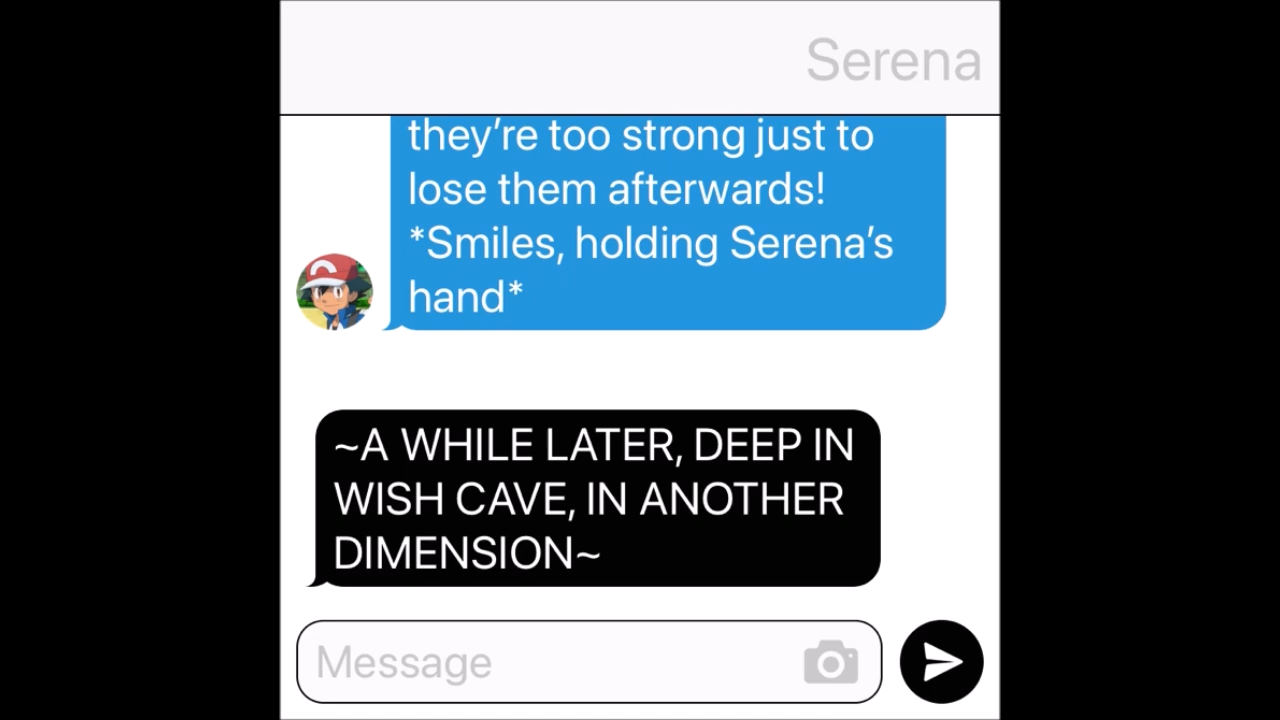 Serena
they’re too strong just to
lose them afterwards!
*Smiles, holding Serena’s
hand*
~A WHILE LATER, DEEP IN
WISH CAVE, IN ANOTHER
DIMENSION~
Message